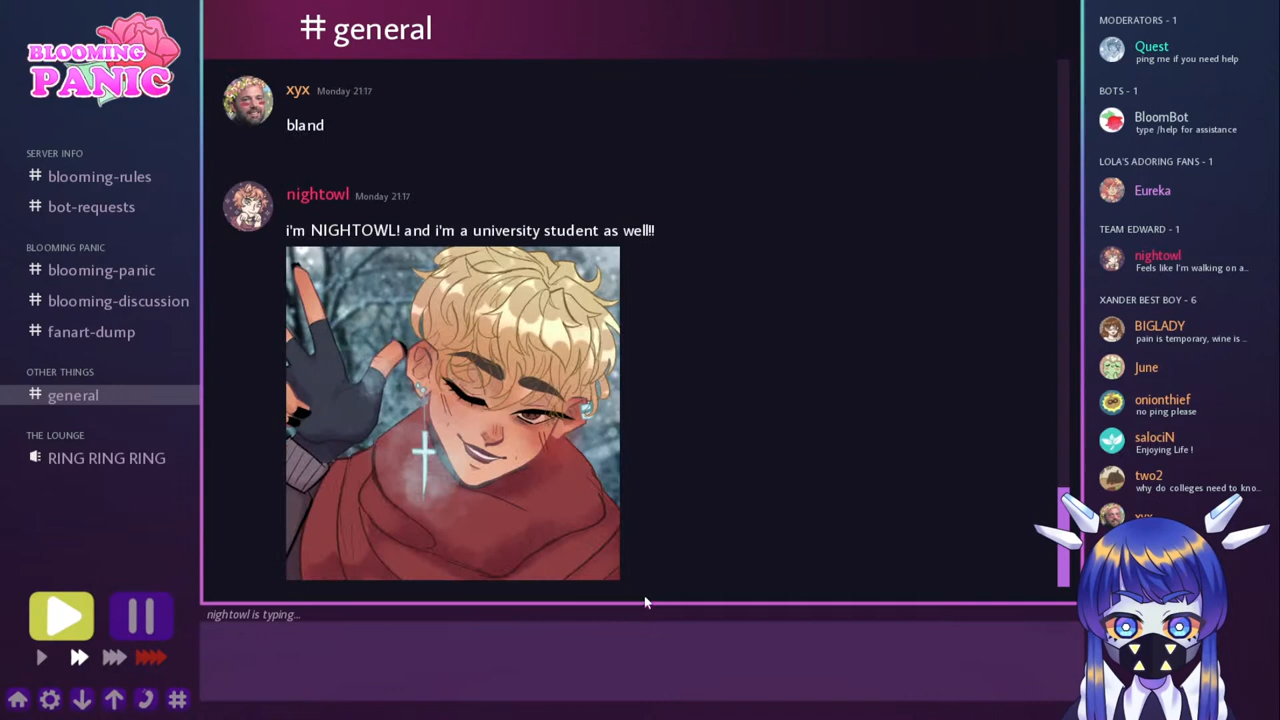 BLOOMING
PANIC
SERVER INFO
# blooming-rules
# bot-requests
BLOOMING PANIC
# blooming-panic
# blooming-discussion
# fanart-dump
OTHER THINGS
# general
THE LOUNGE
RING RING RING
# general
xyx Monday 21:17
bland
nightowl Monday 21:17
i'm NIGHTOWL! and i'm a university student as well!!
nightowl is typing...
MODERATORS - 1
Quest
ping me if you need help
BOTS - 1
BloomBot
type /help for assistance
LOLA'S ADORING FANS - 1
Eureka
TEAM EDWARD - 1
nightowl
Feels like I'm walking on a..
XANDER BEST BOY - 6
BIGLADY
pain is temporary, wine is ..
June
onionthief
no ping please
salociN
Enjoying Life !
two2
why do colleges need to kno..
xyx